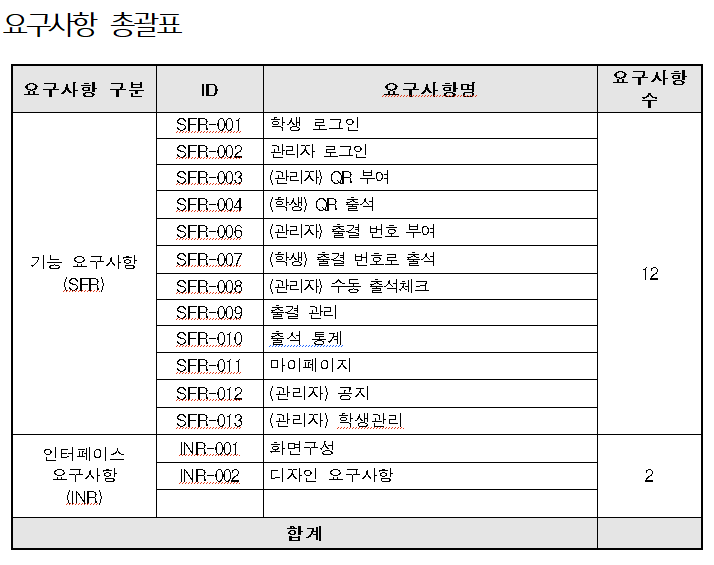 요구사항 총괄표
요구사항 구분 ID 요구사항명 요구사항 수
기능 요구사항 (SFR) 12
SFR-001 학생 로그인
SFR-002 관리자 로그인
SFR-003 (관리자) QR 부여
SFR-004 (학생) QR 출석
SFR-006 (관리자) 출결 번호 부여
SFR-007 (학생) 출결 번호로 출석
SFR-008 (관리자) 수동 출석체크
SFR-009 출결 관리
SFR-010 출석 통계
SFR-011 마이페이지
SFR-012 (관리자) 공지
SFR-013 (관리자) 학생관리
인터페이스 요구사항 (INR) 2
INR-001 화면구성
INR-002 디자인 요구사항
합계